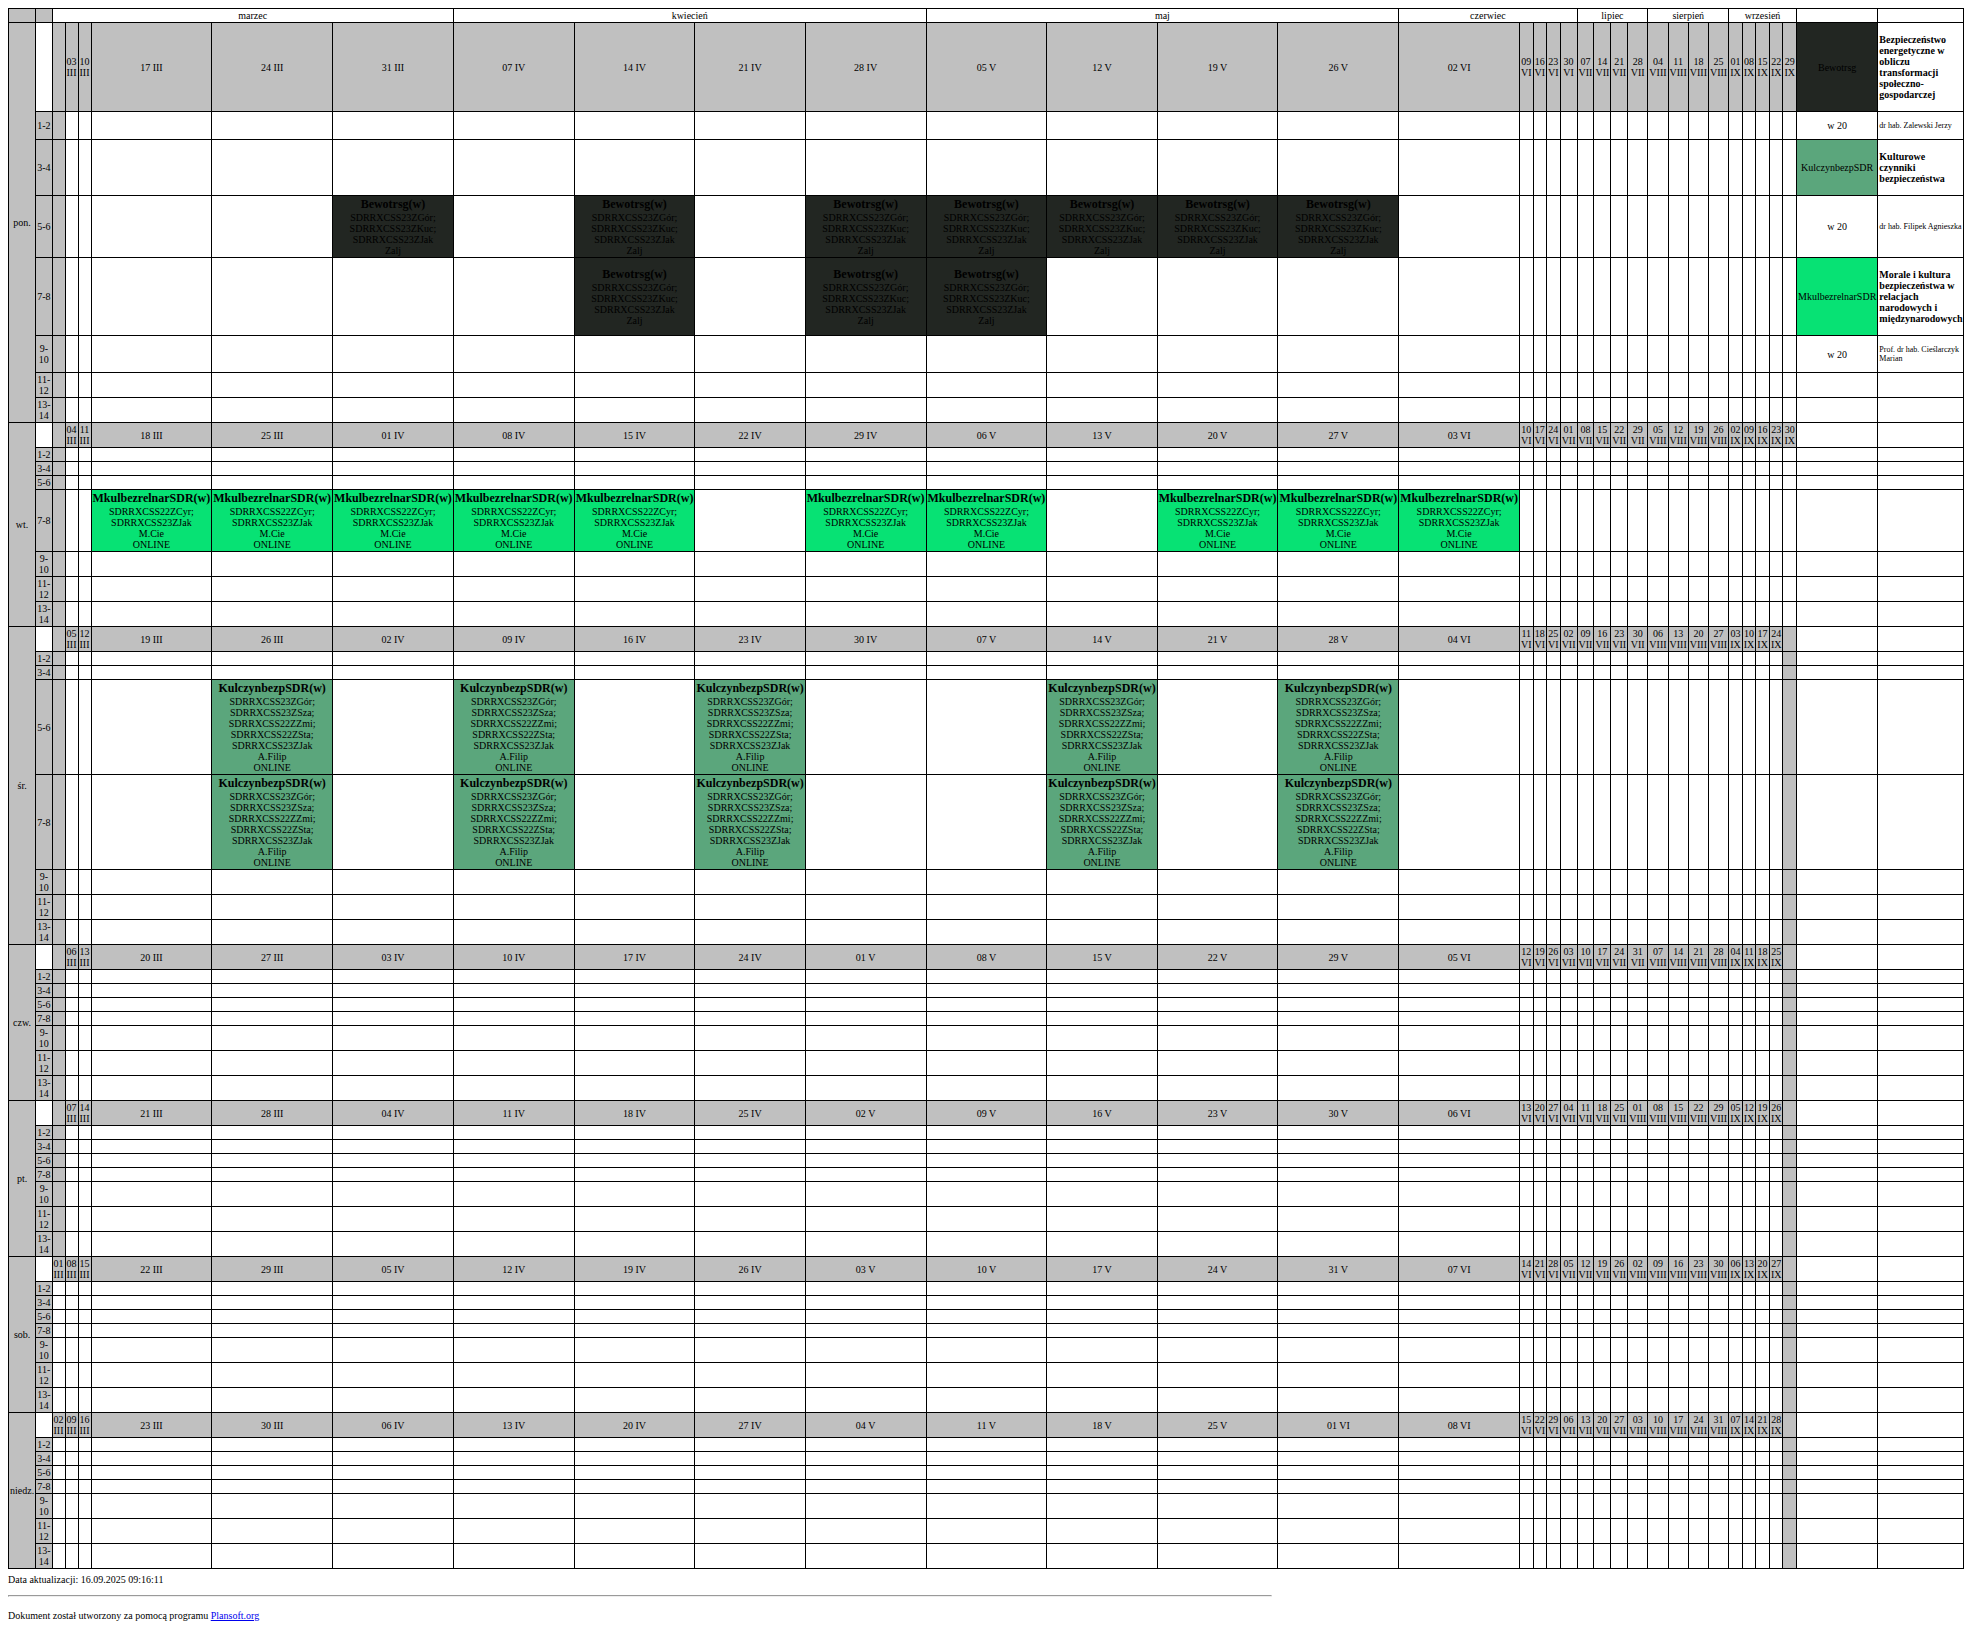 marzec kwiecień maj czerwiec lipiec sierpień wrzesień
pon. 03 III 10 III 17 III 24 III 31 III 07 IV 14 IV 21 IV 28 IV 05 V 12 V 19 V 26 V 02 VI 09 VI 16 VI 23 VI 30 VI 07 VII 14 VII 21 VII 28 VII 04 VIII 11 VIII 18 VIII 25 VIII 01 IX 08 IX 15 IX 22 IX 29 IX Bewotrsg Bezpieczeństwo energetyczne w obliczu transformacji społeczno-gospodarczej
1-2 w 20 dr hab. Zalewski Jerzy
3-4 KulczynbezpSDR Kulturowe czynniki bezpieczeństwa
5-6 Bewotrsg(w) Bewotrsg(w) Bewotrsg(w) Bewotrsg(w) Bewotrsg(w) Bewotrsg(w) Bewotrsg(w) w 20 dr hab. Filipek Agnieszka
SDRRXCSS23ZGór; SDRRXCSS23ZGór; SDRRXCSS23ZGór; SDRRXCSS23ZGór; SDRRXCSS23ZGór; SDRRXCSS23ZGór; SDRRXCSS23ZGór;
SDRRXCSS23ZKuc; SDRRXCSS23ZKuc; SDRRXCSS23ZKuc; SDRRXCSS23ZKuc; SDRRXCSS23ZKuc; SDRRXCSS23ZKuc; SDRRXCSS23ZKuc;
SDRRXCSS23ZJak SDRRXCSS23ZJak SDRRXCSS23ZJak SDRRXCSS23ZJak SDRRXCSS23ZJak SDRRXCSS23ZJak SDRRXCSS23ZJak
Zalj Zalj Zalj Zalj Zalj Zalj Zalj
7-8 Bewotrsg(w) Bewotrsg(w) Bewotrsg(w) MkulbezrelnarSDR Morale i kultura bezpieczeństwa w relacjach narodowych i międzynarodowych
SDRRXCSS23ZGór; SDRRXCSS23ZGór; SDRRXCSS23ZGór;
SDRRXCSS23ZKuc; SDRRXCSS23ZKuc; SDRRXCSS23ZKuc;
SDRRXCSS23ZJak SDRRXCSS23ZJak SDRRXCSS23ZJak
Zalj Zalj Zalj
9-10 w 20 Prof. dr hab. Cieślarczyk Marian
11-12
13-14
wt. 04 III 11 III 18 III 25 III 01 IV 08 IV 15 IV 22 IV 29 IV 06 V 13 V 20 V 27 V 03 VI 10 VI 17 VI 24 VI 01 VII 08 VII 15 VII 22 VII 29 VII 05 VIII 12 VIII 19 VIII 26 VIII 02 IX 09 IX 16 IX 23 IX 30 IX
1-2
3-4
5-6
7-8 MkulbezrelnarSDR(w) MkulbezrelnarSDR(w) MkulbezrelnarSDR(w) MkulbezrelnarSDR(w) MkulbezrelnarSDR(w) MkulbezrelnarSDR(w) MkulbezrelnarSDR(w) MkulbezrelnarSDR(w) MkulbezrelnarSDR(w) MkulbezrelnarSDR(w)
SDRRXCSS22ZCyr; SDRRXCSS22ZCyr; SDRRXCSS22ZCyr; SDRRXCSS22ZCyr; SDRRXCSS22ZCyr; SDRRXCSS22ZCyr; SDRRXCSS22ZCyr; SDRRXCSS22ZCyr; SDRRXCSS22ZCyr; SDRRXCSS22ZCyr;
SDRRXCSS23ZJak SDRRXCSS23ZJak SDRRXCSS23ZJak SDRRXCSS23ZJak SDRRXCSS23ZJak SDRRXCSS23ZJak SDRRXCSS23ZJak SDRRXCSS23ZJak SDRRXCSS23ZJak SDRRXCSS23ZJak
M.Cie M.Cie M.Cie M.Cie M.Cie M.Cie M.Cie M.Cie M.Cie M.Cie
ONLINE ONLINE ONLINE ONLINE ONLINE ONLINE ONLINE ONLINE ONLINE ONLINE
9-10
11-12
13-14
śr. 05 III 12 III 19 III 26 III 02 IV 09 IV 16 IV 23 IV 30 IV 07 V 14 V 21 V 28 V 04 VI 11 VI 18 VI 25 VI 02 VII 09 VII 16 VII 23 VII 30 VII 06 VIII 13 VIII 20 VIII 27 VIII 03 IX 10 IX 17 IX 24 IX
1-2
3-4
5-6 KulczynbezpSDR(w) KulczynbezpSDR(w) KulczynbezpSDR(w) KulczynbezpSDR(w) KulczynbezpSDR(w)
SDRRXCSS23ZGór; SDRRXCSS23ZGór; SDRRXCSS23ZGór; SDRRXCSS23ZGór; SDRRXCSS23ZGór;
SDRRXCSS23ZSza; SDRRXCSS23ZSza; SDRRXCSS23ZSza; SDRRXCSS23ZSza; SDRRXCSS23ZSza;
SDRRXCSS22ZZmi; SDRRXCSS22ZZmi; SDRRXCSS22ZZmi; SDRRXCSS22ZZmi; SDRRXCSS22ZZmi;
SDRRXCSS22ZSta; SDRRXCSS22ZSta; SDRRXCSS22ZSta; SDRRXCSS22ZSta; SDRRXCSS22ZSta;
SDRRXCSS23ZJak SDRRXCSS23ZJak SDRRXCSS23ZJak SDRRXCSS23ZJak SDRRXCSS23ZJak
A.Filip A.Filip A.Filip A.Filip A.Filip
ONLINE ONLINE ONLINE ONLINE ONLINE
7-8 KulczynbezpSDR(w) KulczynbezpSDR(w) KulczynbezpSDR(w) KulczynbezpSDR(w) KulczynbezpSDR(w)
SDRRXCSS23ZGór; SDRRXCSS23ZGór; SDRRXCSS23ZGór; SDRRXCSS23ZGór; SDRRXCSS23ZGór;
SDRRXCSS23ZSza; SDRRXCSS23ZSza; SDRRXCSS23ZSza; SDRRXCSS23ZSza; SDRRXCSS23ZSza;
SDRRXCSS22ZZmi; SDRRXCSS22ZZmi; SDRRXCSS22ZZmi; SDRRXCSS22ZZmi; SDRRXCSS22ZZmi;
SDRRXCSS22ZSta; SDRRXCSS22ZSta; SDRRXCSS22ZSta; SDRRXCSS22ZSta; SDRRXCSS22ZSta;
SDRRXCSS23ZJak SDRRXCSS23ZJak SDRRXCSS23ZJak SDRRXCSS23ZJak SDRRXCSS23ZJak
A.Filip A.Filip A.Filip A.Filip A.Filip
ONLINE ONLINE ONLINE ONLINE ONLINE
9-10
11-12
13-14
czw. 06 III 13 III 20 III 27 III 03 IV 10 IV 17 IV 24 IV 01 V 08 V 15 V 22 V 29 V 05 VI 12 VI 19 VI 26 VI 03 VII 10 VII 17 VII 24 VII 31 VII 07 VIII 14 VIII 21 VIII 28 VIII 04 IX 11 IX 18 IX 25 IX
1-2
3-4
5-6
7-8
9-10
11-12
13-14
pt. 07 III 14 III 21 III 28 III 04 IV 11 IV 18 IV 25 IV 02 V 09 V 16 V 23 V 30 V 06 VI 13 VI 20 VI 27 VI 04 VII 11 VII 18 VII 25 VII 01 VIII 08 VIII 15 VIII 22 VIII 29 VIII 05 IX 12 IX 19 IX 26 IX
1-2
3-4
5-6
7-8
9-10
11-12
13-14
sob. 01 III 08 III 15 III 22 III 29 III 05 IV 12 IV 19 IV 26 IV 03 V 10 V 17 V 24 V 31 V 07 VI 14 VI 21 VI 28 VI 05 VII 12 VII 19 VII 26 VII 02 VIII 09 VIII 16 VIII 23 VIII 30 VIII 06 IX 13 IX 20 IX 27 IX
1-2
3-4
5-6
7-8
9-10
11-12
13-14
niedz. 02 III 09 III 16 III 23 III 30 III 06 IV 13 IV 20 IV 27 IV 04 V 11 V 18 V 25 V 01 VI 08 VI 15 VI 22 VI 29 VI 06 VII 13 VII 20 VII 27 VII 03 VIII 10 VIII 17 VIII 24 VIII 31 VIII 07 IX 14 IX 21 IX 28 IX
1-2
3-4
5-6
7-8
9-10
11-12
13-14
Data aktualizacji: 16.09.2025 09:16:11
Dokument został utworzony za pomocą programu Plansoft.org